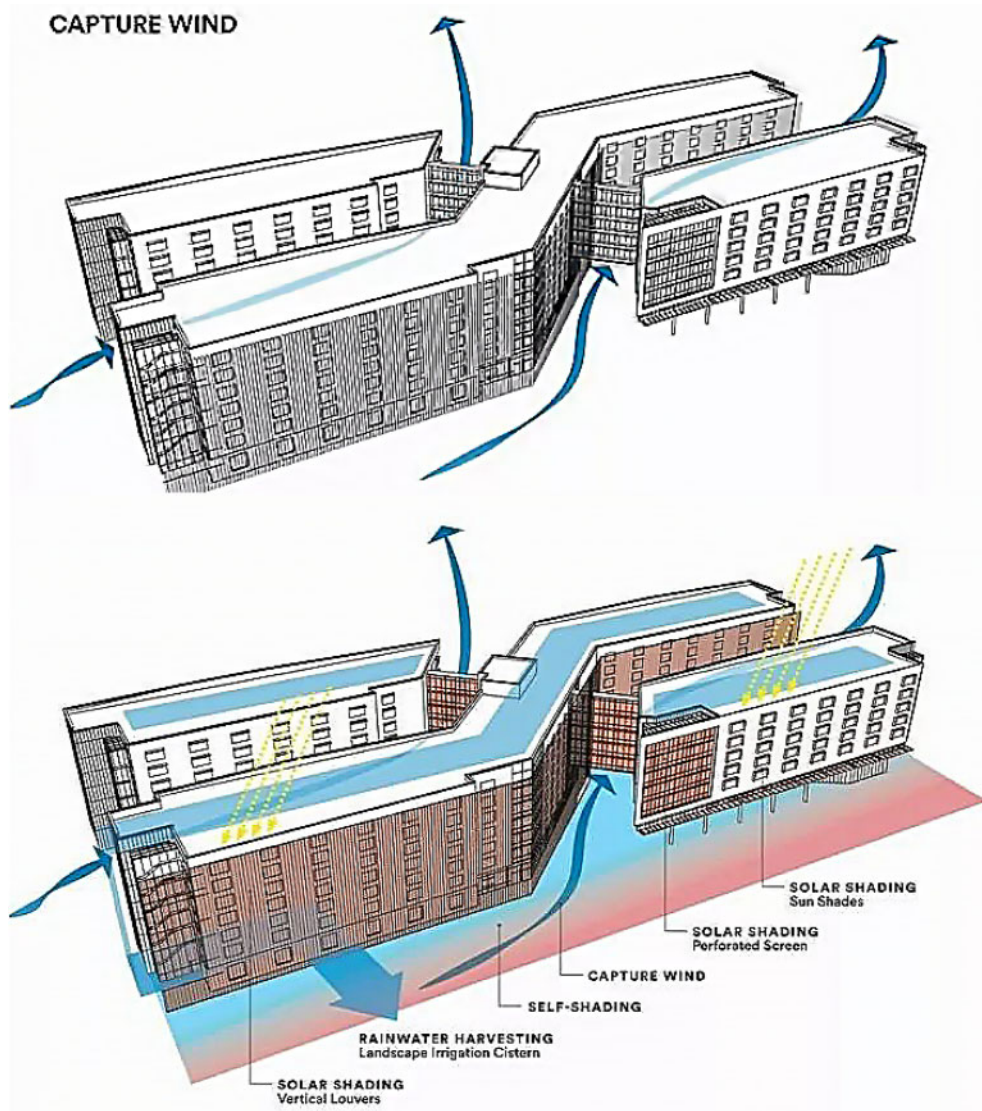 CAPTURE WIND
SOLAR SHADING
Sun Shades
SOLAR SHADING
Perforated Screen
CAPTURE WIND
SELF-SHADING
RAINWATER HARVESTING
Landscape Irrigation Cistern
SOLAR SHADING
Vertical Louvers